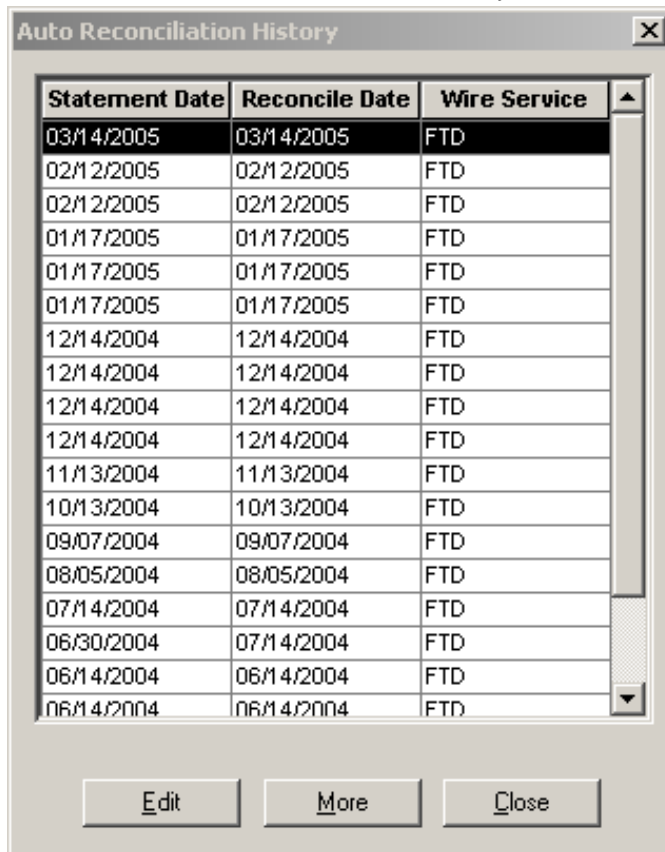 Auto Reconciliation History
Statement Date Reconcile Date Wire Service
03/14/2005 03/14/2005 FTD
02/12/2005 02/12/2005 FTD
02/12/2005 02/12/2005 FTD
01/17/2005 01/17/2005 FTD
01/17/2005 01/17/2005 FTD
01/17/2005 01/17/2005 FTD
12/14/2004 12/14/2004 FTD
12/14/2004 12/14/2004 FTD
12/14/2004 12/14/2004 FTD
12/14/2004 12/14/2004 FTD
11/13/2004 11/13/2004 FTD
10/13/2004 10/13/2004 FTD
09/07/2004 09/07/2004 FTD
08/05/2004 08/05/2004 FTD
07/14/2004 07/14/2004 FTD
06/30/2004 07/14/2004 FTD
06/14/2004 06/14/2004 FTD
06/14/2004 06/14/2004 FTD
Edit More Close